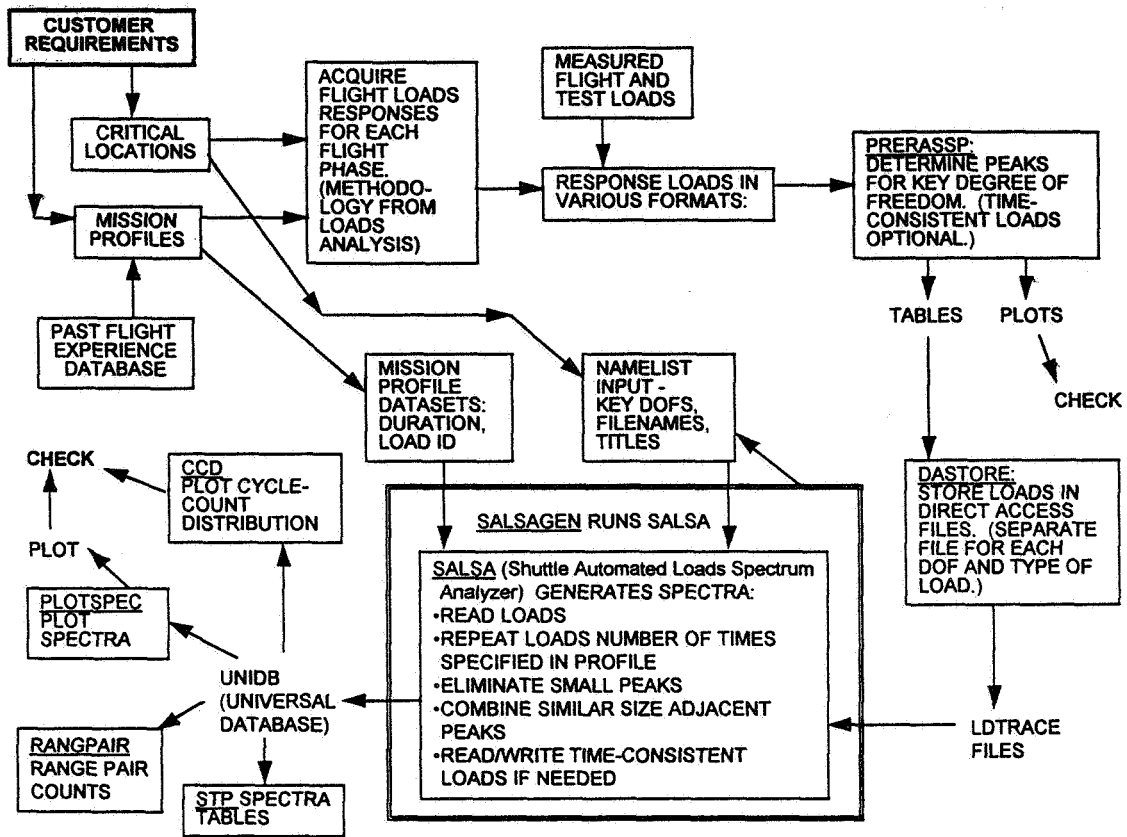 CUSTOMER
REQUIREMENTS
CRITICAL
LOCATIONS
MISSION
PROFILES
PAST FLIGHT
EXPERIENCE
DATABASE
ACQUIRE
FLIGHT LOADS
RESPONSES
FOR EACH
FLIGHT
PHASE.
(METHODO-
LOGY FROM
LOADS
ANALYSIS)
MEASURED
FLIGHT AND
TEST LOADS
RESPONSE LOADS IN
VARIOUS FORMATS:
PRERASSP:
DETERMINE PEAKS
FOR KEY DEGREE OF
FREEDOM. (TIME-
CONSISTENT LOADS
OPTIONAL.)
TABLES
PLOTS
CHECK
MISSION
PROFILE
DATASETS:
DURATION,
LOAD ID
NAMELIST
INPUT -
KEY DOFS,
FILENAMES,
TITLES
DASTORE:
STORE LOADS IN
DIRECT ACCESS
FILES. (SEPARATE
FILE FOR EACH
DOF AND TYPE OF
LOAD.)
LDTRACE
FILES
SALSAGEN RUNS SALSA
SALSA (Shuttle Automated Loads Spectrum
Analyzer) GENERATES SPECTRA:
•READ LOADS
•REPEAT LOADS NUMBER OF TIMES
SPECIFIED IN PROFILE
•ELIMINATE SMALL PEAKS
•COMBINE SIMILAR SIZE ADJACENT
PEAKS
•READ/WRITE TIME-CONSISTENT
LOADS IF NEEDED
UNIDB
(UNIVERSAL
DATABASE)
CCD
PLOT CYCLE-
COUNT
DISTRIBUTION
CHECK
PLOT
PLOTSPEC
PLOT
SPECTRA
RANGPAIR
RANGE PAIR
COUNTS
STP SPECTRA
TABLES